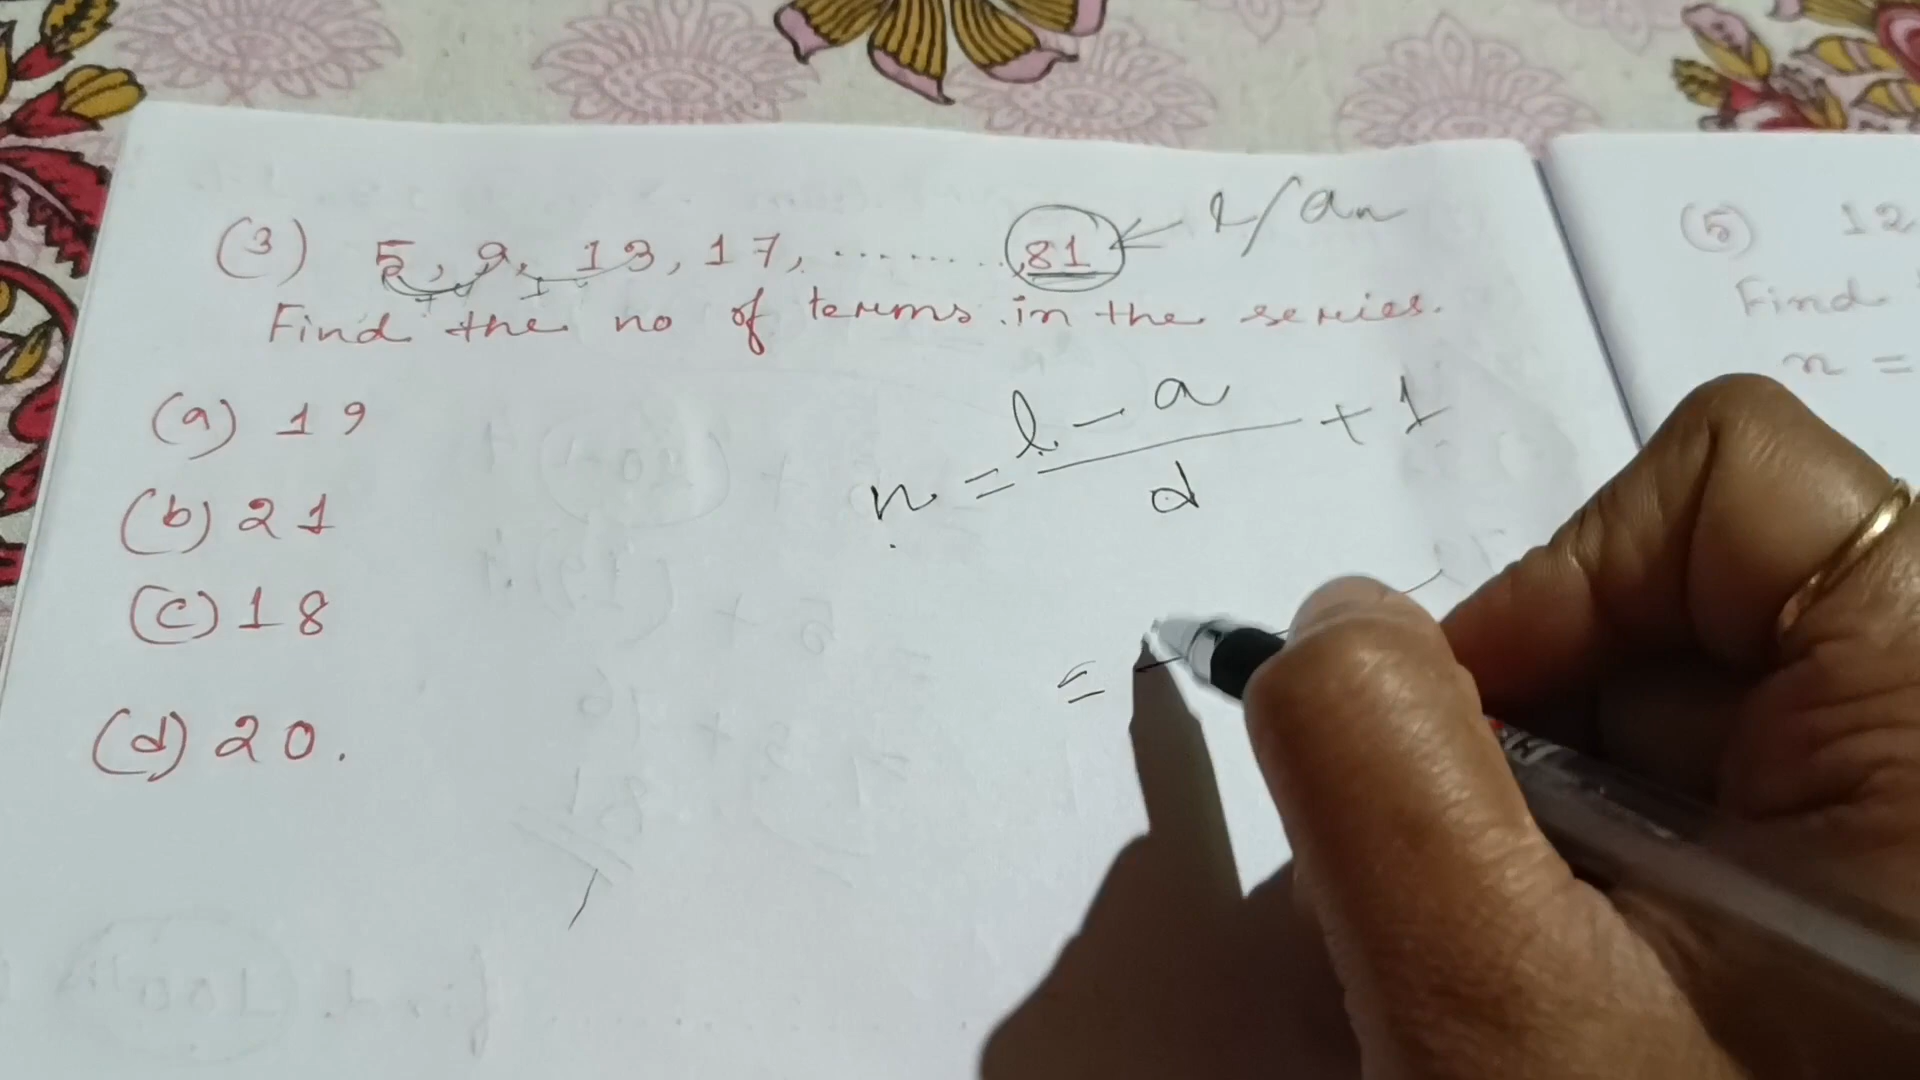 (3) 5, 9, 13, 17, ........, 81 l/an
Find the no of terms in the series.
(a) 19
(b) 21
(c) 18
(d) 20.
n = l - a / d + 1
=
(5) 12
Find
n =